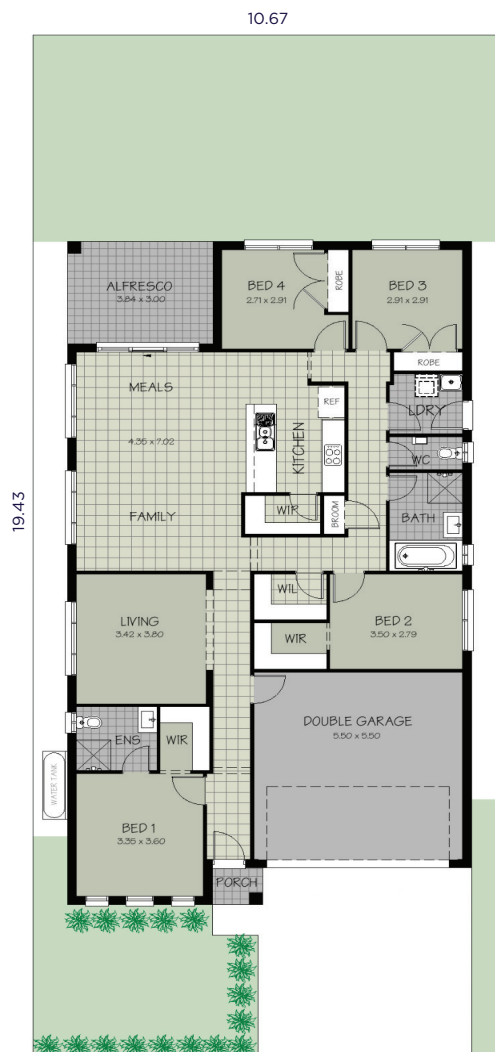 10.67
ALFRESCO
3.84 x 3.00
BED 4
2.71 x 2.91
ROBE
BED 3
2.91 x 2.91
ROBE
MEALS
4.35 x 7.02
FAMILY
REF
KITCHEN
LDRY
WC
WIR
BROOM
BATH
19.43
LIVING
3.42 x 3.80
WIL
WIR
BED 2
3.50 x 2.79
ENS
WIR
DOUBLE GARAGE
5.50 x 5.50
WATER TANK
BED 1
3.35 x 3.60
PORCH